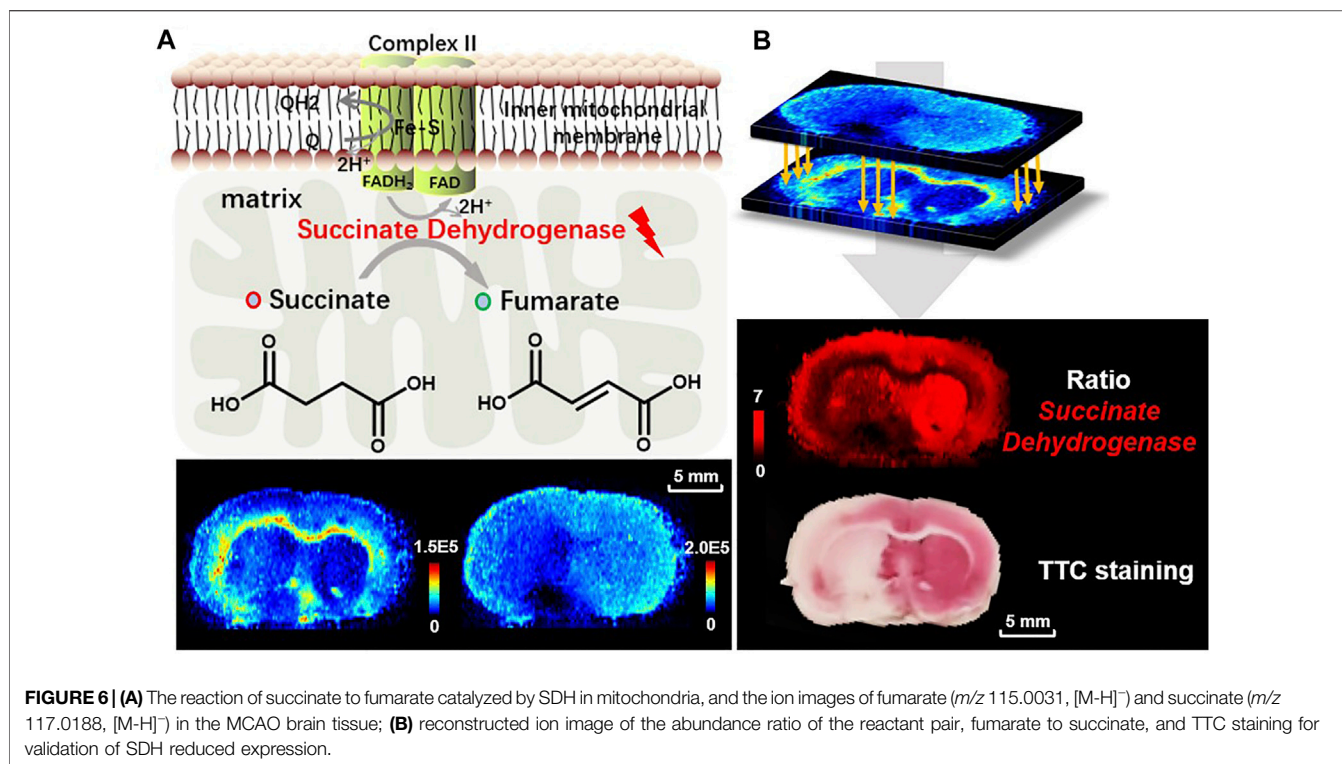 A
Complex II
QH2
Q
Fe-S
Inner mitochondrial
membrane
2H⁺
FADH₂
FAD
matrix
2H⁺
Succinate Dehydrogenase
Succinate
Fumarate
O
OH
HO
O
O
OH
HO
O
5 mm
1.5E5
0
2.0E5
0
B
7
0
Ratio
Succinate
Dehydrogenase
TTC staining
5 mm
FIGURE 6 | (A) The reaction of succinate to fumarate catalyzed by SDH in mitochondria, and the ion images of fumarate (m/z 115.0031, [M-H]⁻) and succinate (m/z
117.0188, [M-H]⁻) in the MCAO brain tissue; (B) reconstructed ion image of the abundance ratio of the reactant pair, fumarate to succinate, and TTC staining for
validation of SDH reduced expression.